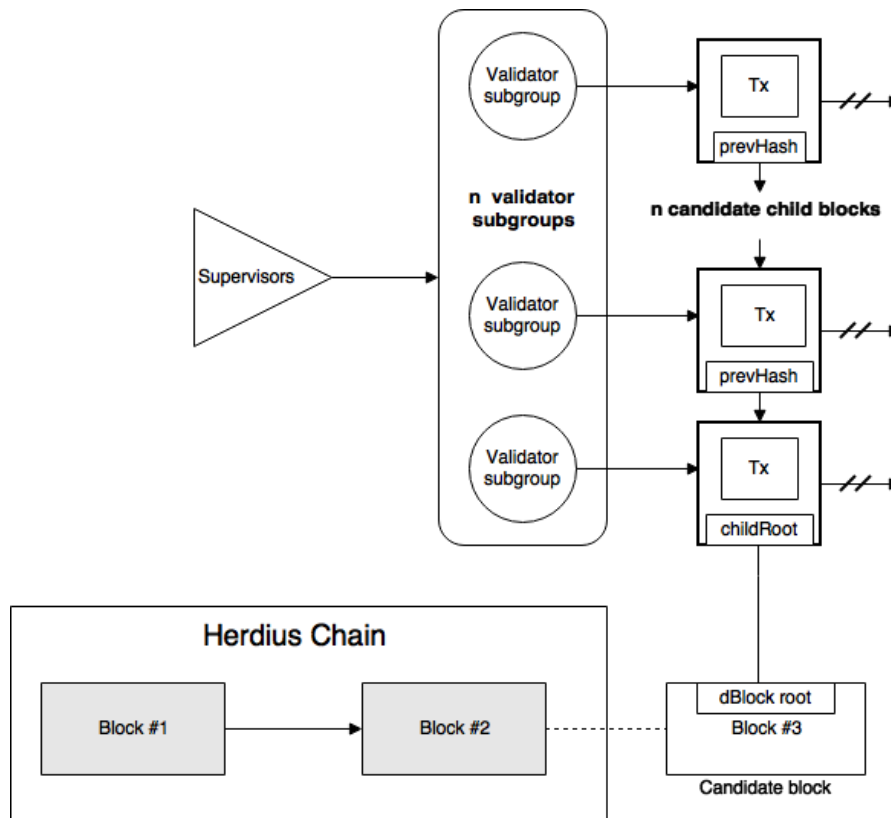 Validator
subgroup
Tx
prevHash
n validator
subgroups
n candidate child blocks
Supervisors
Validator
subgroup
Tx
prevHash
Validator
subgroup
Tx
childRoot
Herdius Chain
Block #1
Block #2
dBlock root
Block #3
Candidate block